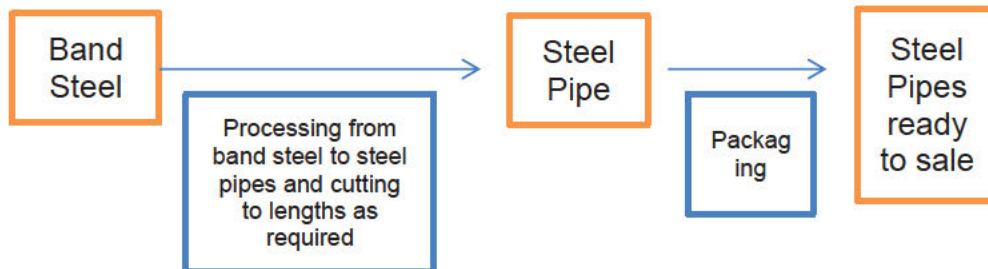 Band
Steel
Processing from
band steel to steel
pipes and cutting
to lengths as
required
Steel
Pipe
Packag
ing
Steel
Pipes
ready
to sale